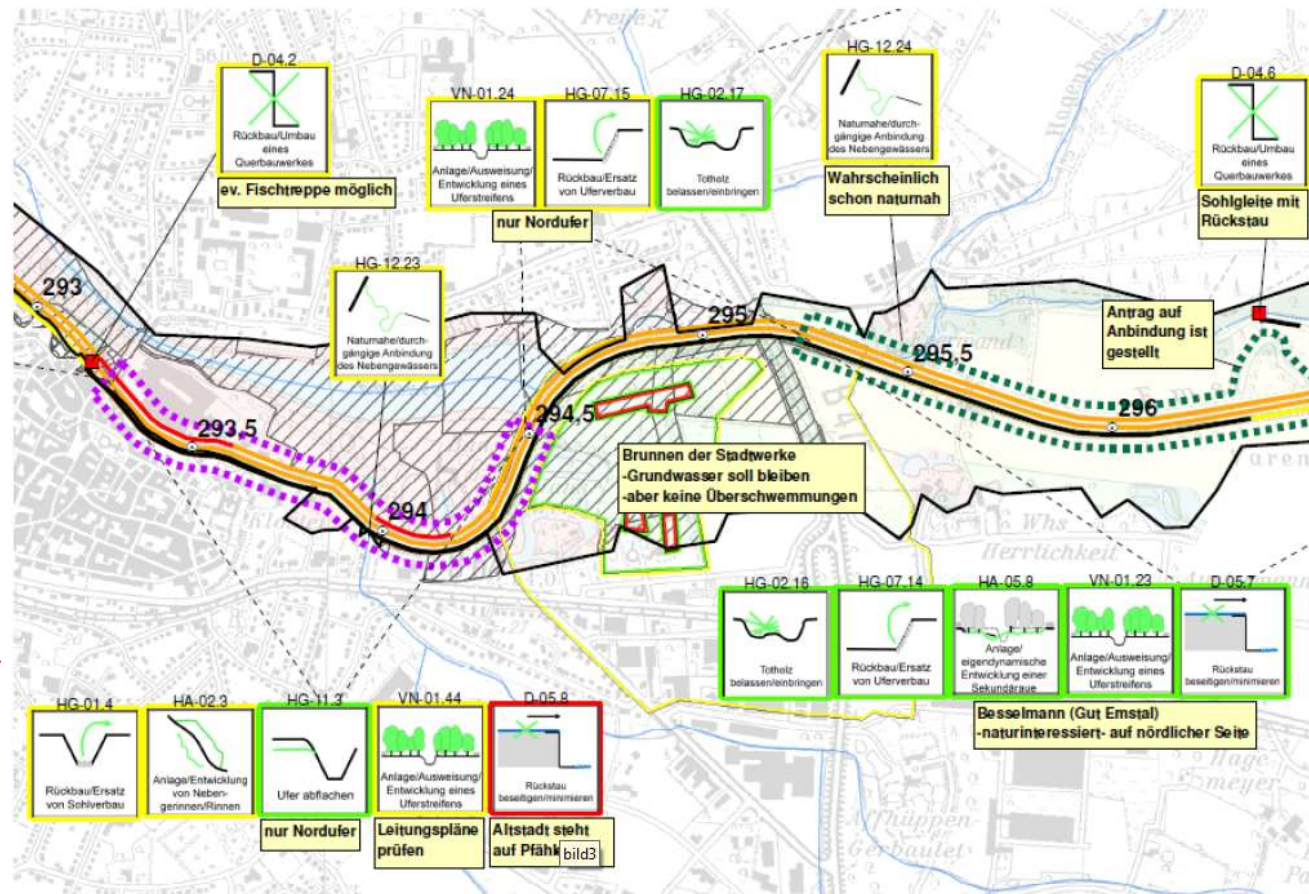 D-04.2
Rückbau/Umbau
eines
Querbauwerkes
ev. Fischtreppe möglich
VN-01.24
Anlage/Ausweisung/
Entwicklung eines
Uferstreifens
HG-07.15
Rückbau/Ersatz
von Uferverbau
HG-02.17
Totholz
belassen/einbringen
nur Nordufer
HG-12.24
Naturnahe/durch-
gängige Anbindung
des Nebengewässers
Wahrscheinlich
schon naturnah
D-04.6
Rückbau/Umbau
eines
Querbauwerkes
Sohlgleite mit
Rückstau
HG-12.23
Naturnahe/durch-
gängige Anbindung
des Nebengewässers
Antrag auf
Anbindung ist
gestellt
293
293,5
294
294,5
295
295,5
296
Brunnen der Stadtwerke
-Grundwasser soll bleiben
-aber keine Überschwemmungen
Herrlichkeit
HG-02.16
Totholz
belassen/einbringen
HG-07.14
Rückbau/Ersatz
von Uferverbau
HA-05.8
Anlage/
eigendynamische
Entwicklung einer
Sekundäraue
VN-01.23
Anlage/Ausweisung/
Entwicklung eines
Uferstreifens
D-05.7
Rückstau
beseitigen/minimieren
Besselmann (Gut Emstal)
-naturinteressiert- auf nördlicher Seite
HG-01.4
Rückbau/Ersatz
von Sohlverbau
HA-02.3
Anlage/Entwicklung
von Neben-
gerinnen/Rinnen
HG-11.3
Ufer abflachen
nur Nordufer
VN-01.44
Anlage/Ausweisung/
Entwicklung eines
Uferstreifens
Leitungspläne
prüfen
D-05.8
Rückstau
beseitigen/minimieren
Altstadt steht
auf
bild3
Gerbaulet